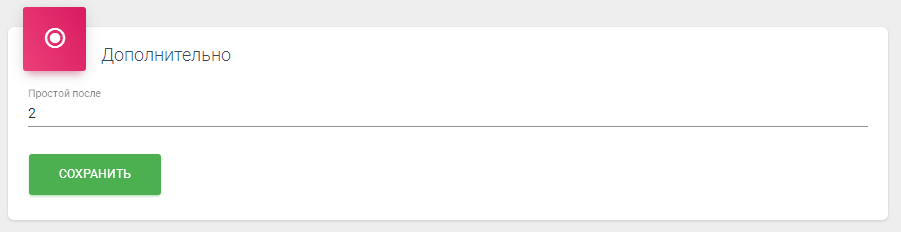 Дополнительно
Простой после
2
СОХРАНИТЬ